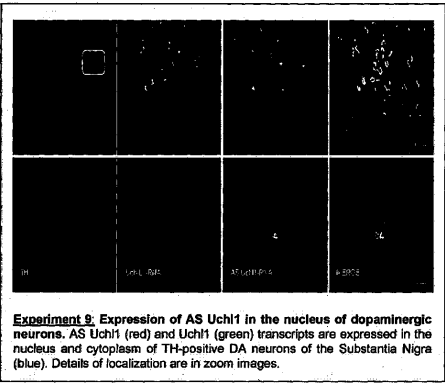 TH
Experiment 9: Expression of AS Uchl1 in the nucleus of dopaminergic
neurons. AS Uchl1 (red) and Uchl1 (green) transcripts are expressed in the
nucleus and cytoplasm of TH-positive DA neurons of the Substantia Nigra
(blue). Details of localization are in zoom images.